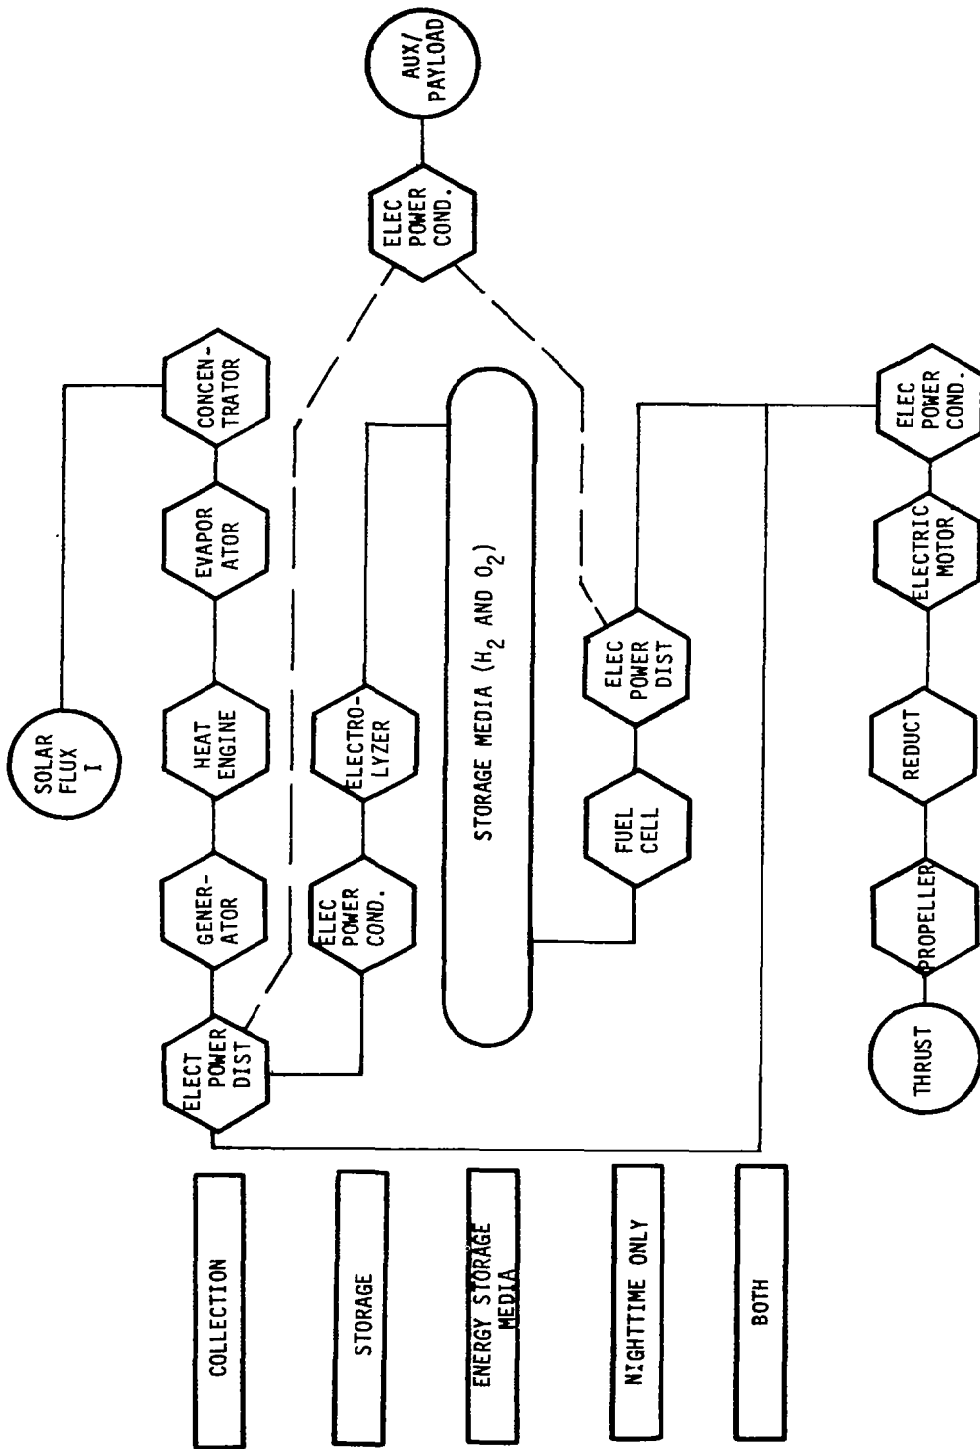 SOLAR
FLUX
I
COLLECTION
ELECT
POWER
DIST
GENER-
ATOR
HEAT
ENGINE
EVAPOR
ATOR
CONCEN-
TRATOR
STORAGE
ELEC
POWER
COND.
ELECTRO-
LYZER
ELEC
POWER
COND.
AUX/
PAYLOAD
ENERGY STORAGE
MEDIA
STORAGE MEDIA (H₂ AND O₂)
NIGHTTIME ONLY
FUEL
CELL
ELEC
POWER
DIST
BOTH
THRUST
PROPELLER
REDUCT
ELECTRIC
MOTOR
ELEC
POWER
COND.